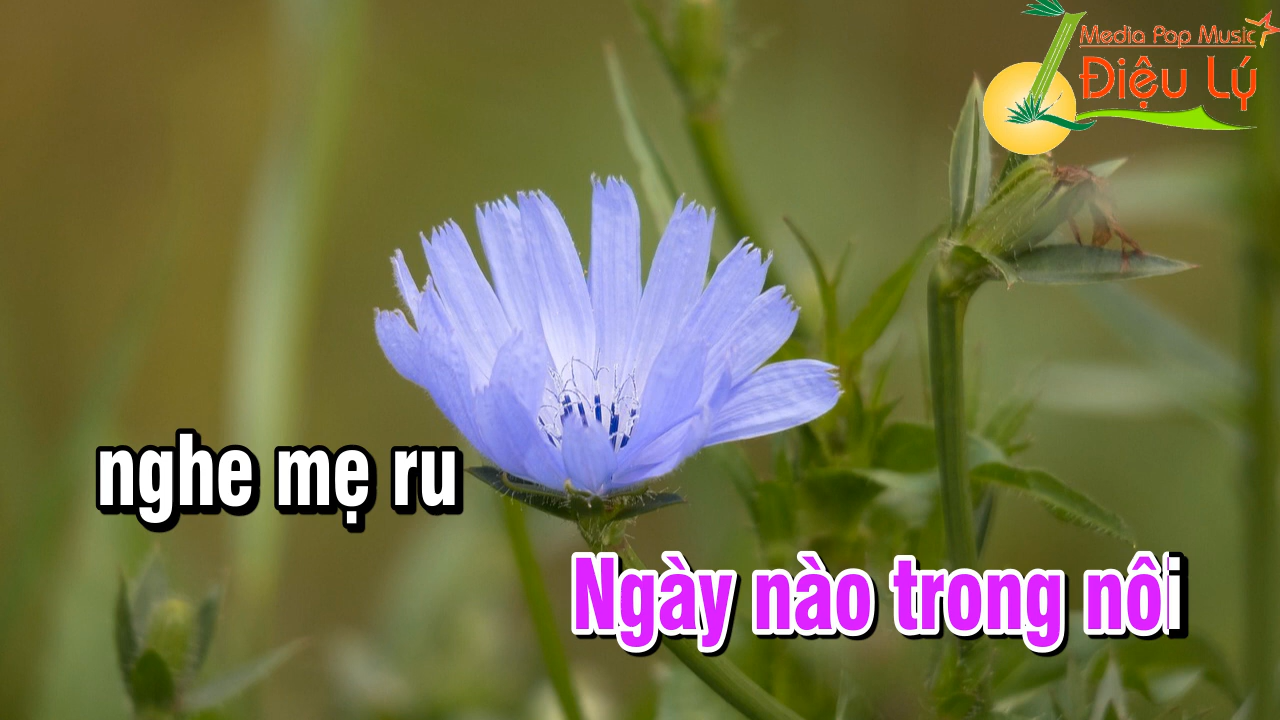 Media Pop Music
Điệu Lý
nghe mẹ ru
Ngày nào trong nôi